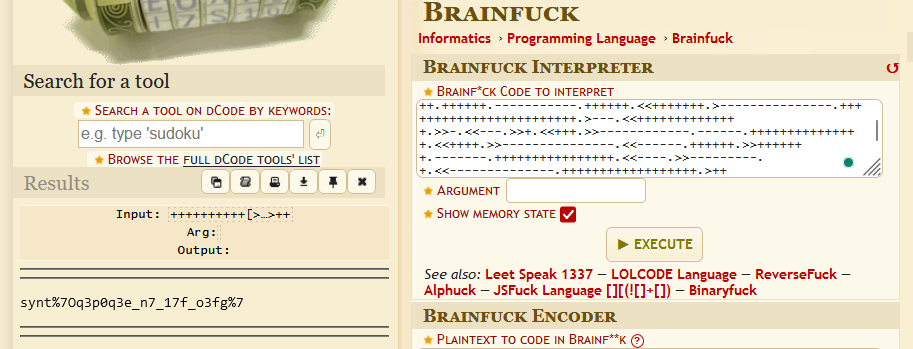 Search for a tool
SEARCH A TOOL ON DCODE BY KEYWORDS:
e.g. type 'sudoku'
BROWSE THE FULL DCODE TOOLS' LIST
Results
Input: ++++++++++[>…>++
Arg:
Output:
synt%7Oq3p0q3e_n7_17f_o3fg%7
BRAINFUCK
Informatics › Programming Language › Brainfuck
BRAINFUCK INTERPRETER
BRAINF*CK CODE TO INTERPRET
++.++++++.-----------.++++++.<<+++++++.>----------------.+++
+++++++++++++++++++++.>---.<<+++++++++++++
+.>>-.<<---.>>+.<<+++.>>-------------.------.+++++++++++++++
+.<<++++.>>--------------.<<------.++++++.>>++++++
+.--------.++++++++++++++++.<<----.>>---------.
+.<<--------------.++++++++++++++++++.>++
ARGUMENT
SHOW MEMORY STATE
▶ EXECUTE
See also: Leet Speak 1337 — LOLCODE Language — ReverseFuck —
Alphuck — JSFuck Language [][(![]+[]) — Binaryfuck
BRAINFUCK ENCODER
PLAINTEXT TO CODE IN BRAINF**K (?)